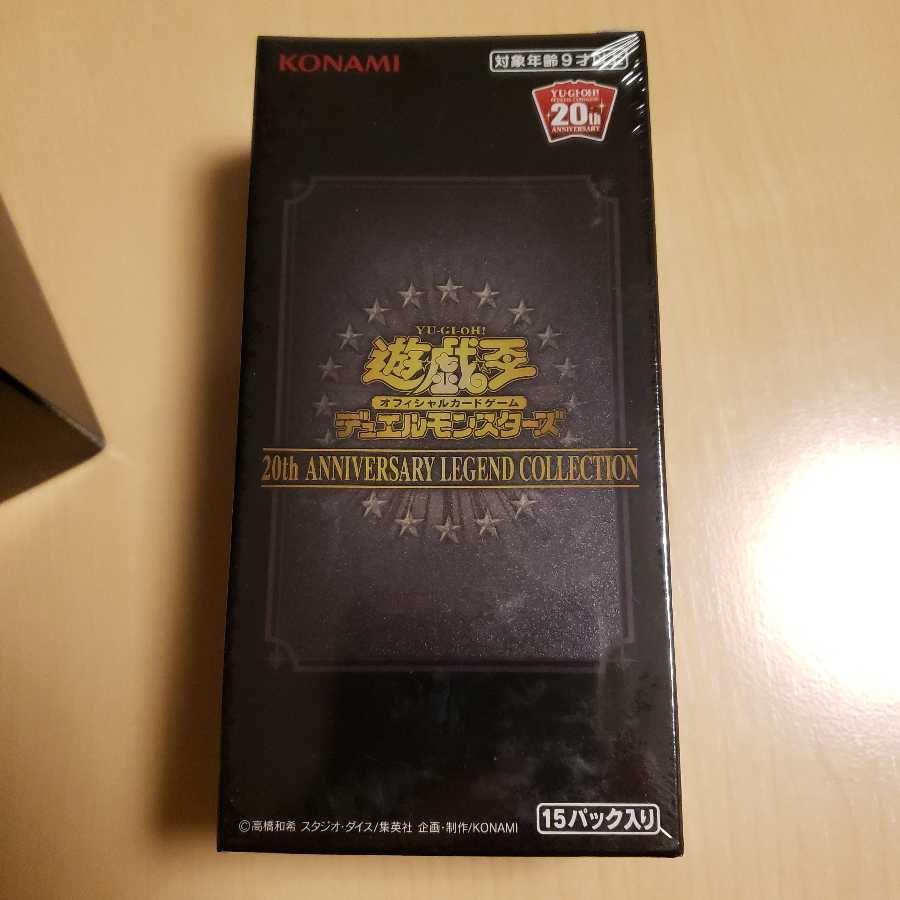 KONAMI
対象年齢9才以上
YU-GI-OH!
20th
ANNIVERSARY
YU-GI-OH!
遊☆戯☆王
オフィシャルカードゲーム
デュエルモンスターズ
20th ANNIVERSARY LEGEND COLLECTION
15パック入り
©高橋和希 スタジオ・ダイス/集英社 企画・制作/KONAMI